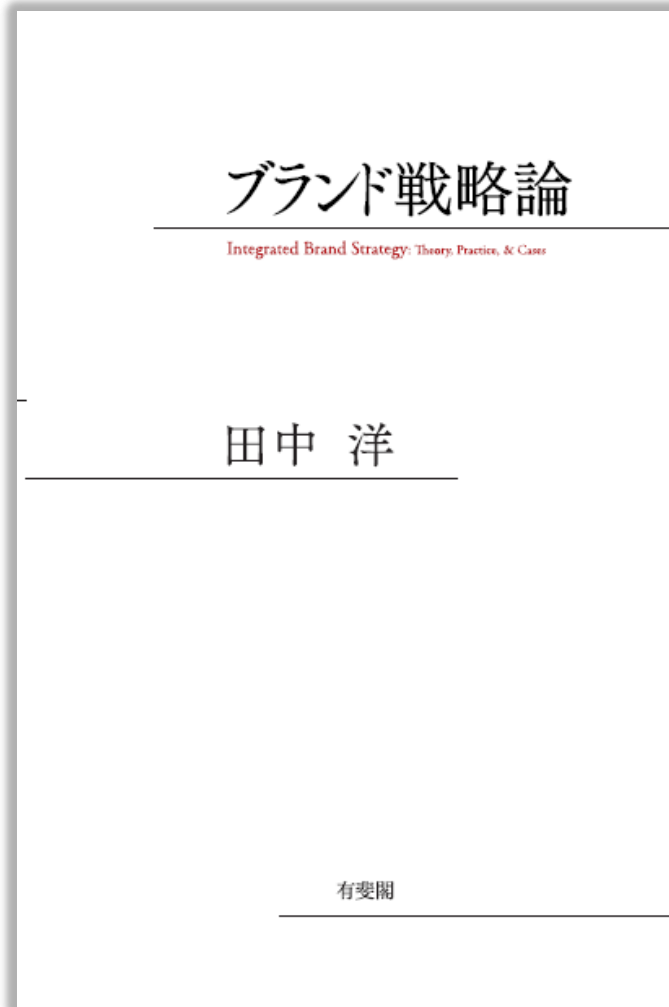 ブランド戦略論
Integrated Brand Strategy: Theory, Practice, & Cases
田中 洋
有斐閣